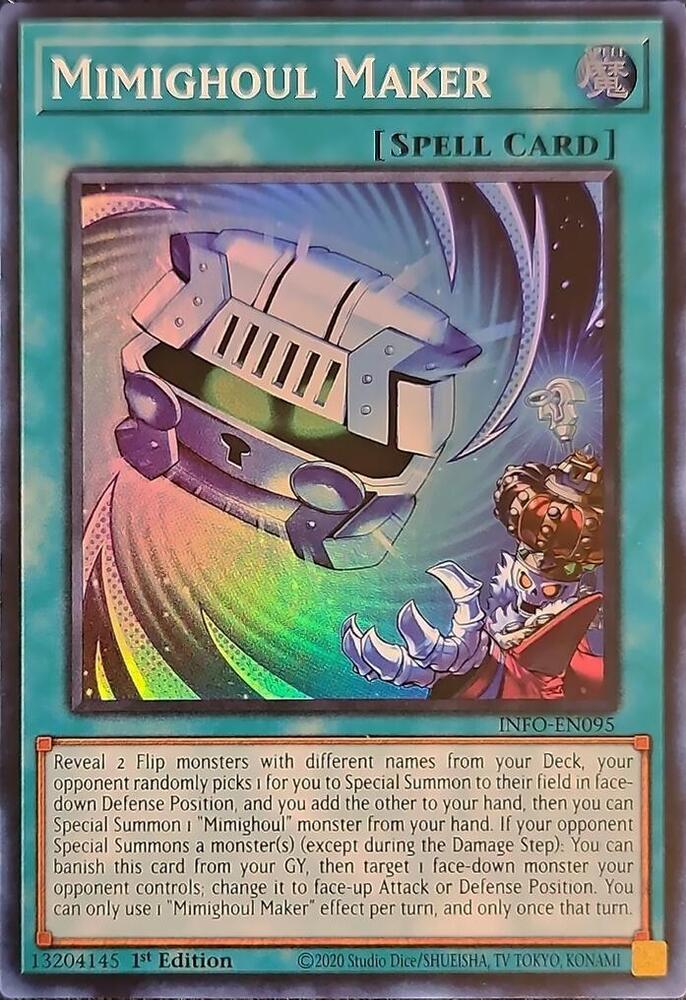 MIMIGHOUL MAKER
SPELL
魔
[SPELL CARD]
INFO-EN095
Reveal 2 Flip monsters with different names from your Deck, your
opponent randomly picks 1 for you to Special Summon to their field in face-
down Defense Position, and you add the other to your hand, then you can
Special Summon 1 "Mimighoul" monster from your hand. If your opponent
Special Summons a monster(s) (except during the Damage Step): You can
banish this card from your GY, then target 1 face-down monster your
opponent controls; change it to face-up Attack or Defense Position. You
can only use 1 "Mimighoul Maker" effect per turn, and only once that turn.
13204145 1st Edition ©2020 Studio Dice/SHUEISHA, TV TOKYO, KONAMI